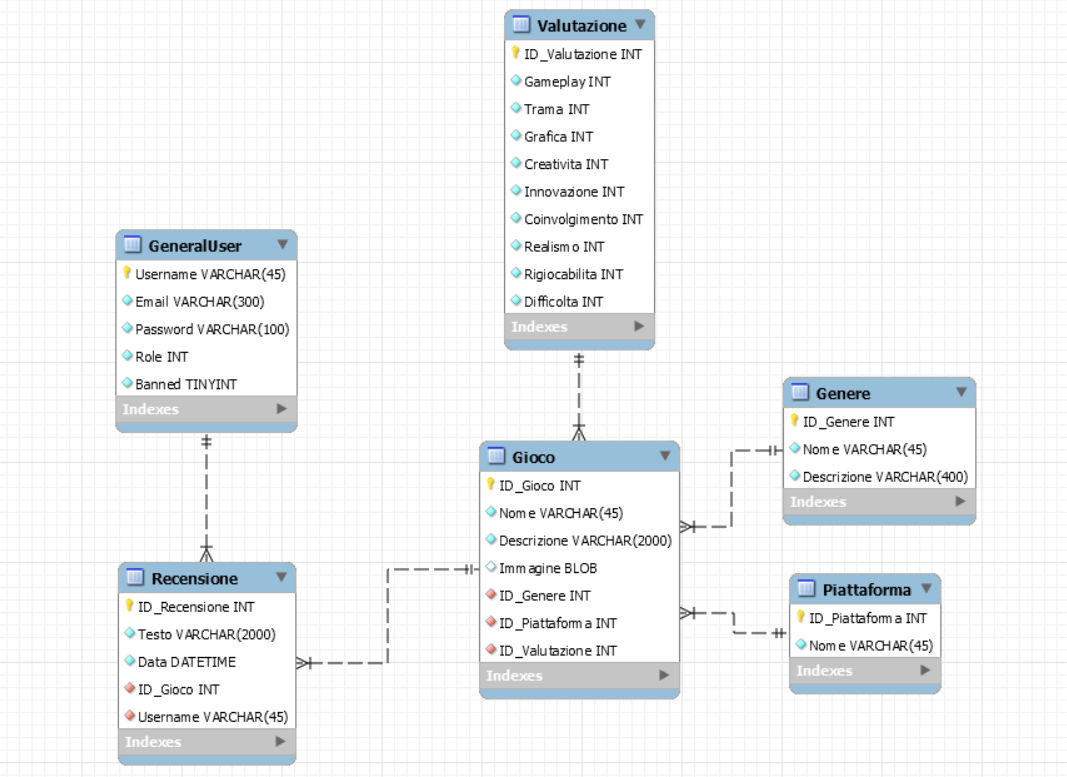 Valutazione
ID_Valutazione INT
Gameplay INT
Trama INT
Grafica INT
Creativita INT
Innovazione INT
Coinvolgimento INT
Realismo INT
Rigiocabilita INT
Difficolta INT
Indexes
GeneralUser
Username VARCHAR(45)
Email VARCHAR(300)
Password VARCHAR(100)
Role INT
Banned TINYINT
Indexes
Genere
ID_Genere INT
Nome VARCHAR(45)
Descrizione VARCHAR(400)
Indexes
Gioco
ID_Gioco INT
Nome VARCHAR(45)
Descrizione VARCHAR(2000)
Immagine BLOB
ID_Genere INT
ID_Piattaforma INT
ID_Valutazione INT
Indexes
Recensione
ID_Recensione INT
Testo VARCHAR(2000)
Data DATETIME
ID_Gioco INT
Username VARCHAR(45)
Indexes
Piattaforma
ID_Piattaforma INT
Nome VARCHAR(45)
Indexes